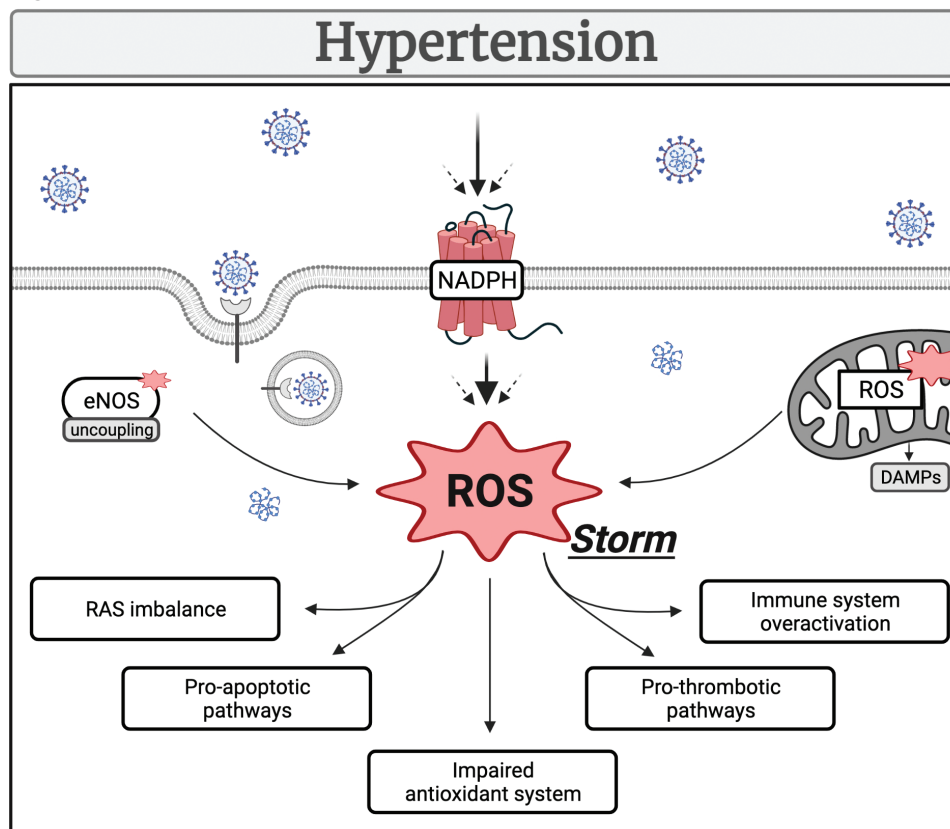 Hypertension
NADPH
eNOS
uncoupling
ROS
DAMPs
ROS
Storm
RAS imbalance
Immune system
overactivation
Pro-apoptotic
pathways
Pro-thrombotic
pathways
Impaired
antioxidant system